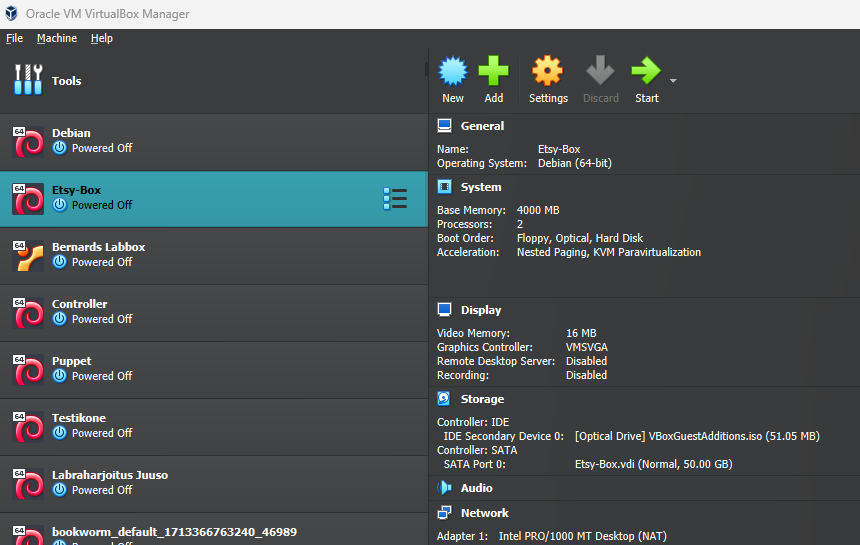 Oracle VM VirtualBox Manager
File Machine Help
Tools
64
Debian
Powered Off
64
Etsy-Box
Powered Off
64
Bernards Labbox
Powered Off
64
Controller
Powered Off
64
Puppet
Powered Off
64
Testikone
Powered Off
64
Labraharjoitus Juuso
Powered Off
64
bookworm_default_1713366763240_46989
Powered Off
New Add Settings Discard Start
General
Name: Etsy-Box
Operating System: Debian (64-bit)
System
Base Memory: 4000 MB
Processors: 2
Boot Order: Floppy, Optical, Hard Disk
Acceleration: Nested Paging, KVM Paravirtualization
Display
Video Memory: 16 MB
Graphics Controller: VMSVGA
Remote Desktop Server: Disabled
Recording: Disabled
Storage
Controller: IDE
IDE Secondary Device 0: [Optical Drive] VBoxGuestAdditions.iso (51.05 MB)
Controller: SATA
SATA Port 0: Etsy-Box.vdi (Normal, 50.00 GB)
Audio
Network
Adapter 1: Intel PRO/1000 MT Desktop (NAT)